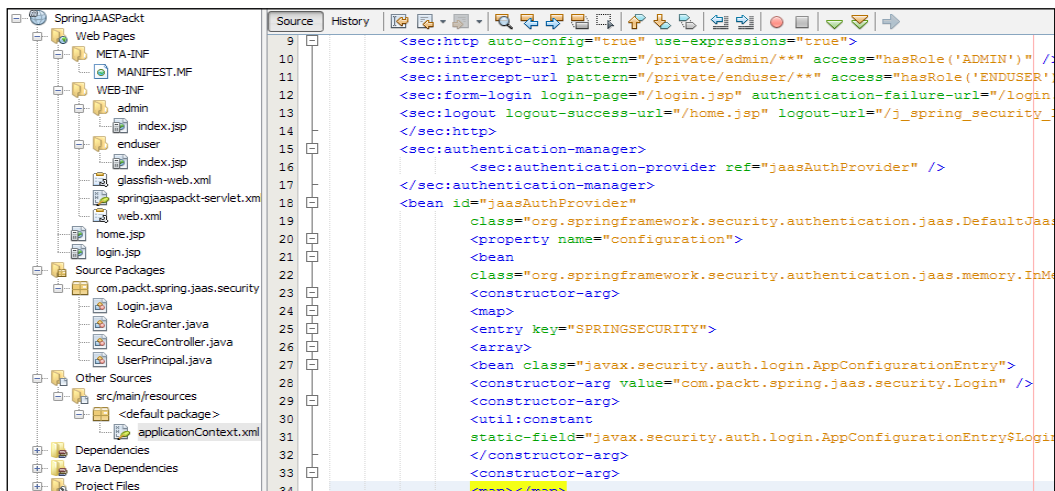 SpringJAASPackt
Web Pages
META-INF
MANIFEST.MF
WEB-INF
admin
index.jsp
enduser
index.jsp
glassfish-web.xml
springjaaspackt-servlet.xml
web.xml
home.jsp
login.jsp
Source Packages
com.packt.spring.jaas.security
Login.java
RoleGranter.java
SecureController.java
UserPrincipal.java
Other Sources
src/main/resources
<default package>
applicationContext.xml
Dependencies
Java Dependencies
Project Files
Source History
9 <sec:http auto-config="true" use-expressions="true">
10 <sec:intercept-url pattern="/private/admin/**" access="hasRole('ADMIN')" />
11 <sec:intercept-url pattern="/private/enduser/**" access="hasRole('ENDUSER')
12 <sec:form-login login-page="/login.jsp" authentication-failure-url="/login
13 <sec:logout logout-success-url="/home.jsp" logout-url="/j_spring_security_
14 </sec:http>
15 <sec:authentication-manager>
16 <sec:authentication-provider ref="jaasAuthProvider" />
17 </sec:authentication-manager>
18 <bean id="jaasAuthProvider"
19 class="org.springframework.security.authentication.jaas.DefaultJaas
20 <property name="configuration">
21 <bean
22 class="org.springframework.security.authentication.jaas.memory.InMe
23 <constructor-arg>
24 <map>
25 <entry key="SPRINGSECURITY">
26 <array>
27 <bean class="javax.security.auth.login.AppConfigurationEntry">
28 <constructor-arg value="com.packt.spring.jaas.security.Login" />
29 <constructor-arg>
30 <util:constant
31 static-field="javax.security.auth.login.AppConfigurationEntry$Login
32 </constructor-arg>
33 <constructor-arg>
34 <map></map>